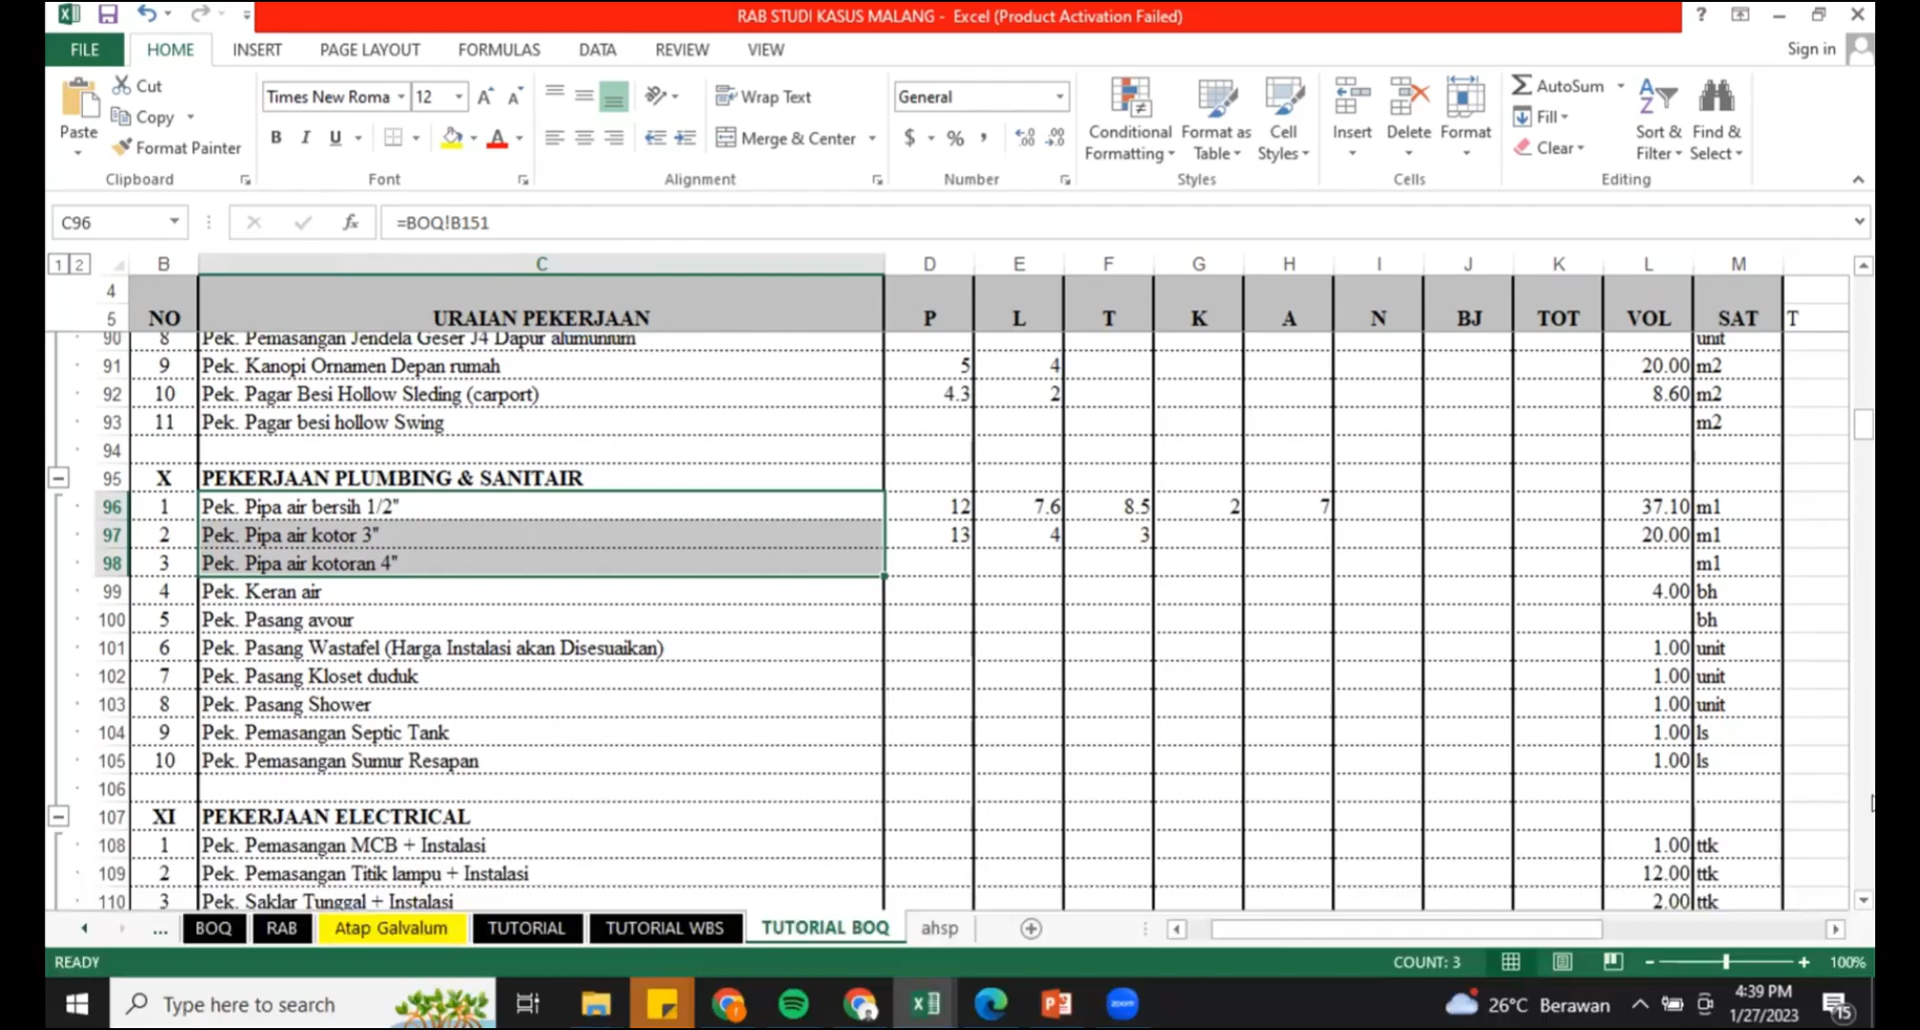 RAB STUDI KASUS MALANG - Excel (Product Activation Failed)
FILE HOME INSERT PAGE LAYOUT FORMULAS DATA REVIEW VIEW Sign in
Cut
Copy
Format Painter
Paste
Times New Roma 12
Wrap Text
Merge & Center
General
Conditional Formatting
Format as Table
Cell Styles
Insert Delete Format
AutoSum
Fill
Clear
Sort & Filter
Find & Select
Clipboard Font Alignment Number Styles Cells Editing
C96 fx =BOQ!B151
1 2 B C D E F G H I J K L M
4
5 NO URAIAN PEKERJAAN P L T K A N BJ TOT VOL SAT T
90 8 Pek. Pemasangan Jendela Geser J4 Dapur alumunium unit
91 9 Pek. Kanopi Ornamen Depan rumah 5 4 20.00 m2
92 10 Pek. Pagar Besi Hollow Sleding (carport) 4.3 2 8.60 m2
93 11 Pek. Pagar besi hollow Swing m2
94
95 X PEKERJAAN PLUMBING & SANITAIR
96 1 Pek. Pipa air bersih 1/2" 12 7.6 8.5 2 7 37.10 m1
97 2 Pek. Pipa air kotor 3" 13 4 3 20.00 m1
98 3 Pek. Pipa air kotoran 4" m1
99 4 Pek. Keran air 4.00 bh
100 5 Pek. Pasang avour bh
101 6 Pek. Pasang Wastafel (Harga Instalasi akan Disesuaikan) 1.00 unit
102 7 Pek. Pasang Kloset duduk 1.00 unit
103 8 Pek. Pasang Shower 1.00 unit
104 9 Pek. Pemasangan Septic Tank 1.00 ls
105 10 Pek. Pemasangan Sumur Resapan 1.00 ls
106
107 XI PEKERJAAN ELECTRICAL
108 1 Pek. Pemasangan MCB + Instalasi 1.00 ttk
109 2 Pek. Pemasangan Titik lampu + Instalasi 12.00 ttk
110 3 Pek. Saklar Tunggal + Instalasi 2.00 ttk
... BOQ RAB Atap Galvalum TUTORIAL TUTORIAL WBS TUTORIAL BOQ ahsp
READY COUNT: 3 100%
Type here to search 26°C Berawan 4:39 PM
1/27/2023 15